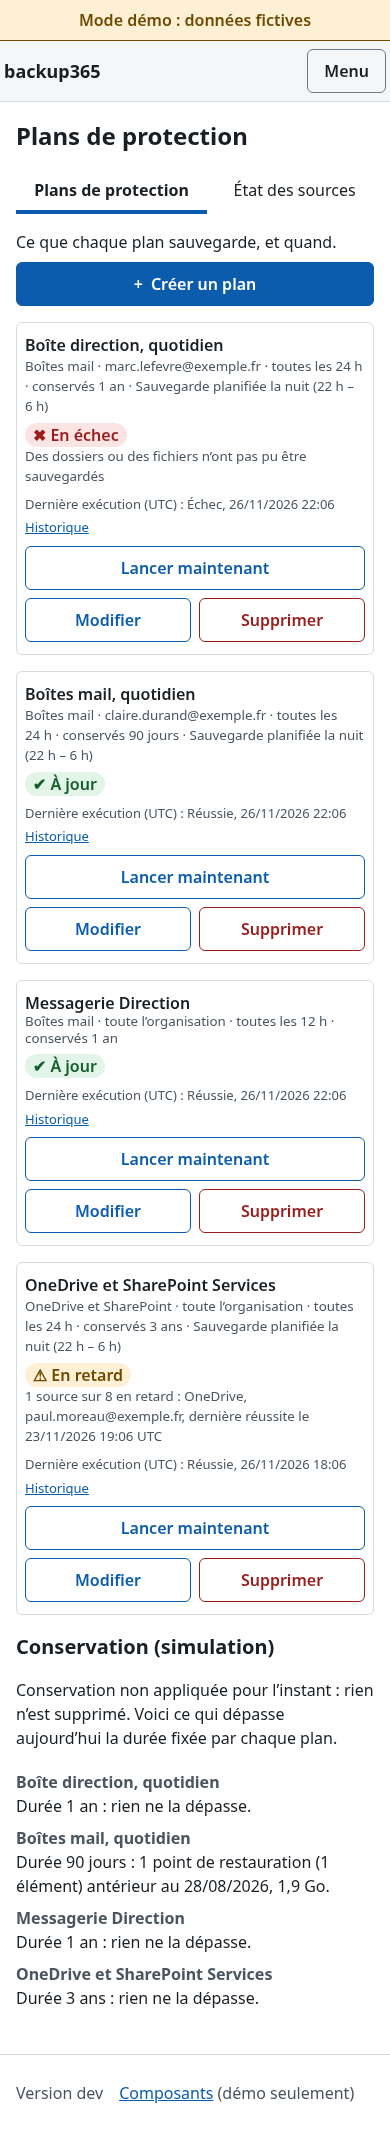 Mode démo : données fictives
backup365
Menu
Plans de protection
Plans de protection
État des sources
Ce que chaque plan sauvegarde, et quand.
+ Créer un plan
Boîte direction, quotidien
Boîtes mail · marc.lefevre@exemple.fr · toutes les 24 h
· conservés 1 an · Sauvegarde planifiée la nuit (22 h –
6 h)
✖ En échec
Des dossiers ou des fichiers n’ont pas pu être
sauvegardés
Dernière exécution (UTC) : Échec, 26/11/2026 22:06
Historique
Lancer maintenant
Modifier
Supprimer
Boîtes mail, quotidien
Boîtes mail · claire.durand@exemple.fr · toutes les
24 h · conservés 90 jours · Sauvegarde planifiée la nuit
(22 h – 6 h)
✔ À jour
Dernière exécution (UTC) : Réussie, 26/11/2026 22:06
Historique
Lancer maintenant
Modifier
Supprimer
Messagerie Direction
Boîtes mail · toute l’organisation · toutes les 12 h ·
conservés 1 an
✔ À jour
Dernière exécution (UTC) : Réussie, 26/11/2026 22:06
Historique
Lancer maintenant
Modifier
Supprimer
OneDrive et SharePoint Services
OneDrive et SharePoint · toute l’organisation · toutes
les 24 h · conservés 3 ans · Sauvegarde planifiée la
nuit (22 h – 6 h)
⚠ En retard
1 source sur 8 en retard : OneDrive,
paul.moreau@exemple.fr, dernière réussite le
23/11/2026 19:06 UTC
Dernière exécution (UTC) : Réussie, 26/11/2026 18:06
Historique
Lancer maintenant
Modifier
Supprimer
Conservation (simulation)
Conservation non appliquée pour l’instant : rien
n’est supprimé. Voici ce qui dépasse
aujourd’hui la durée fixée par chaque plan.
Boîte direction, quotidien
Durée 1 an : rien ne la dépasse.
Boîtes mail, quotidien
Durée 90 jours : 1 point de restauration (1
élément) antérieur au 28/08/2026, 1,9 Go.
Messagerie Direction
Durée 1 an : rien ne la dépasse.
OneDrive et SharePoint Services
Durée 3 ans : rien ne la dépasse.
Version dev Composants (démo seulement)